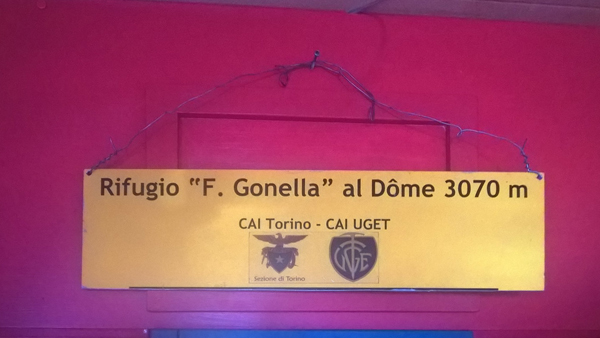 Rifugio “F. Gonella” al Dôme 3070 m
CAI Torino - CAI UGET
Sezione di Torino
UGET